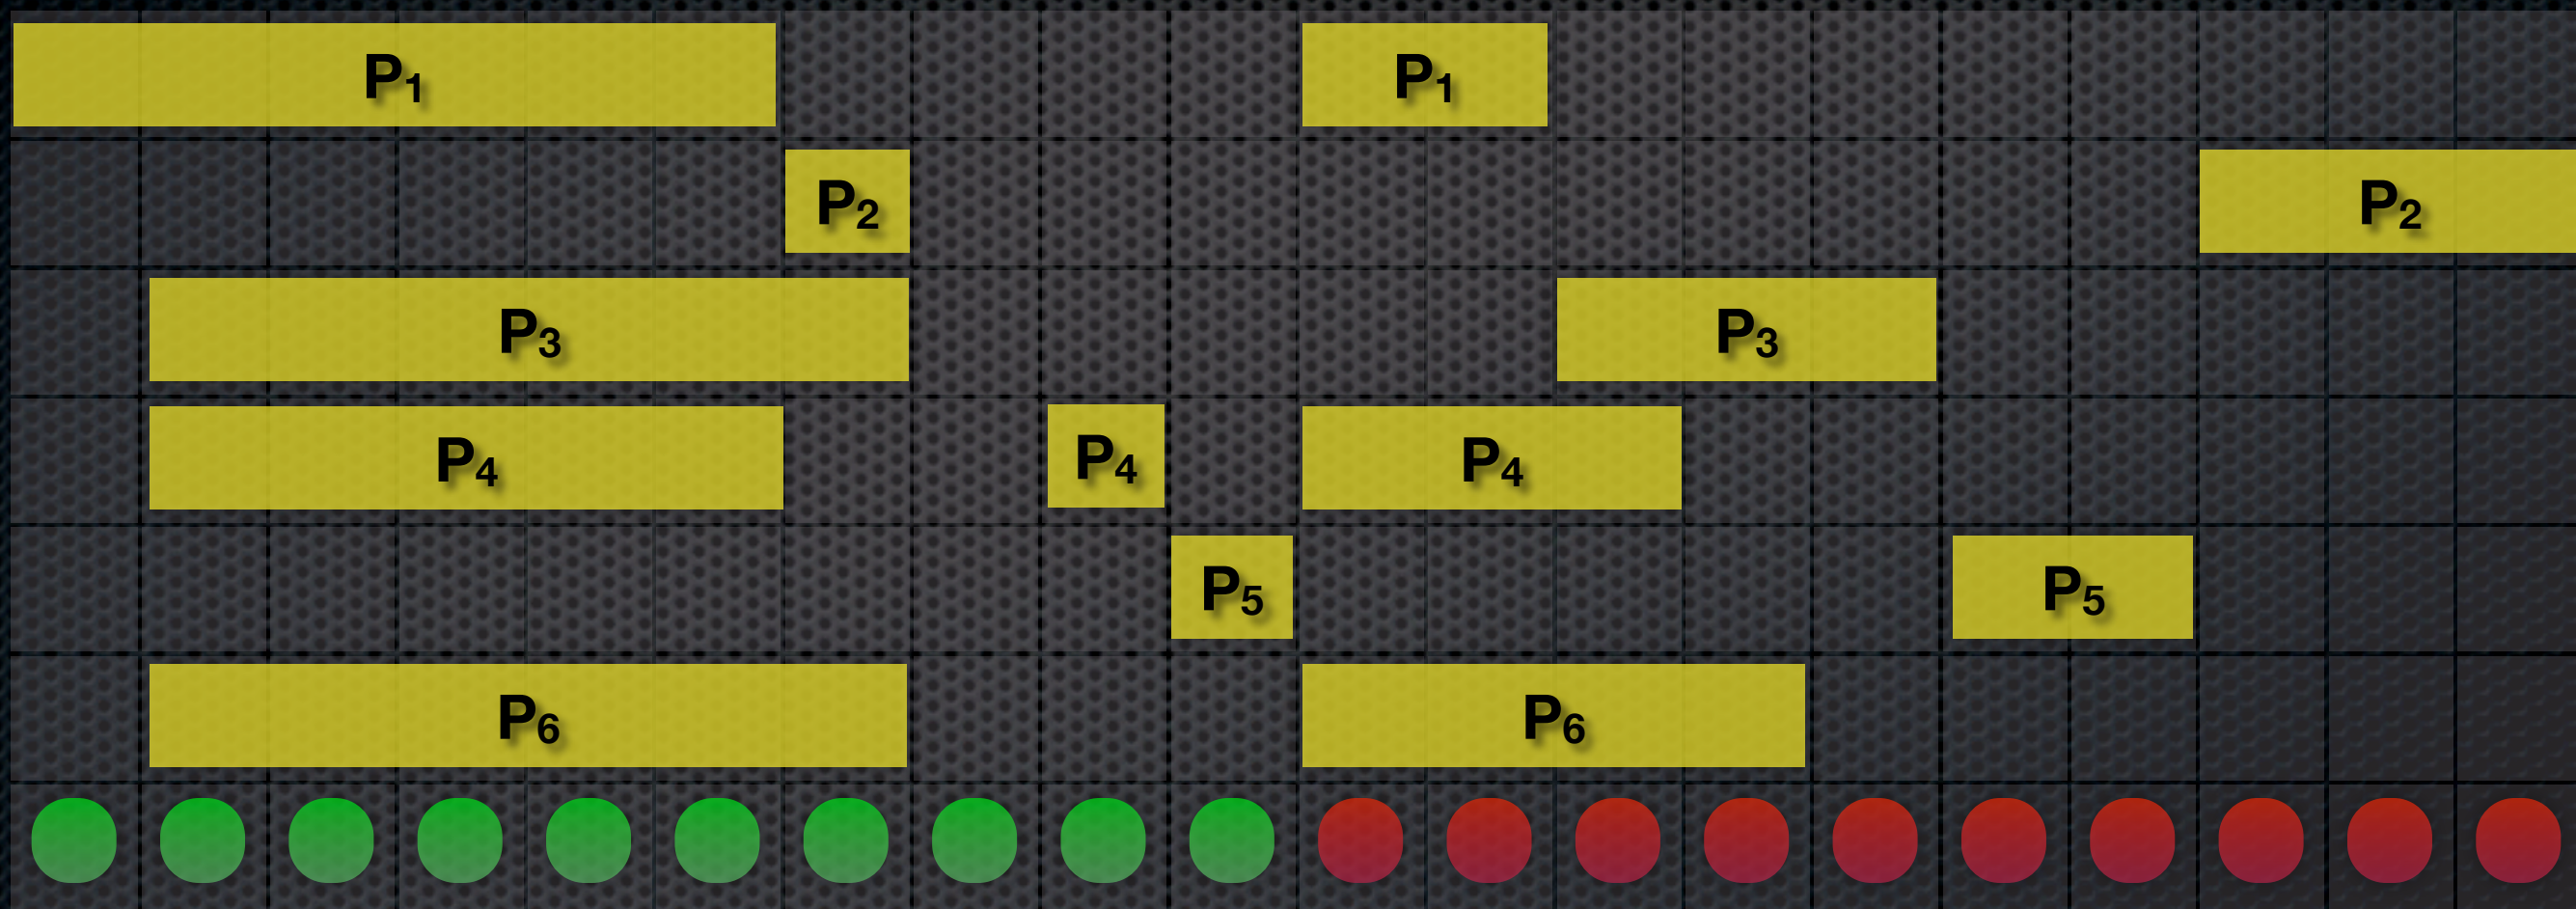 P₁ P₁
P₂ P₂
P₃ P₃
P₄ P₄ P₄
P₅ P₅
P₆ P₆